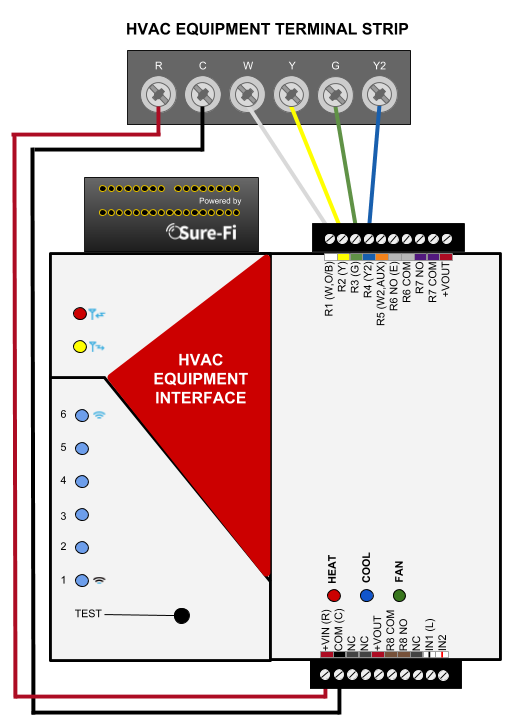 HVAC EQUIPMENT TERMINAL STRIP
R C W Y G Y2
Powered by
Sure-Fi
R1 (W,O/B)
R2 (Y)
R3 (G)
R4 (Y2)
R5 (W2,AUX)
R6 NO (E)
R6 COM
R7 NO
R7 COM
+VOUT
HVAC
EQUIPMENT
INTERFACE
6
5
4
3
2
1
TEST
HEAT
COOL
FAN
+VIN (R)
COM (C)
NC
NC
+VOUT
R8 COM
R8 NO
NC
IN1 (L)
IN2